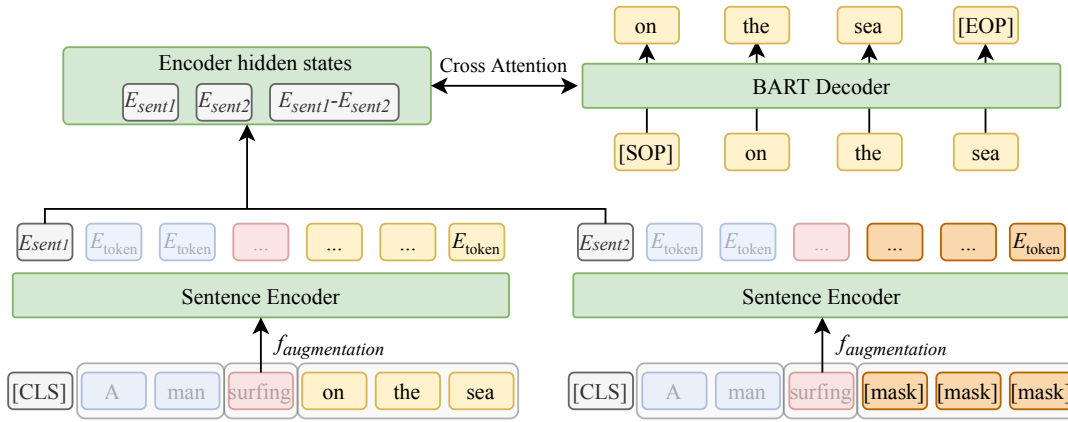 on the sea [EOP]
Encoder hidden states
Cross Attention
BART Decoder
E_sent1 E_sent2 E_sent1-E_sent2
[SOP] on the sea
E_sent1 E_token E_token ... ... ... E_token
E_sent2 E_token E_token ... ... ... E_token
Sentence Encoder
Sentence Encoder
f_augmentation
f_augmentation
[CLS] A man surfing on the sea
[CLS] A man surfing [mask] [mask] [mask]